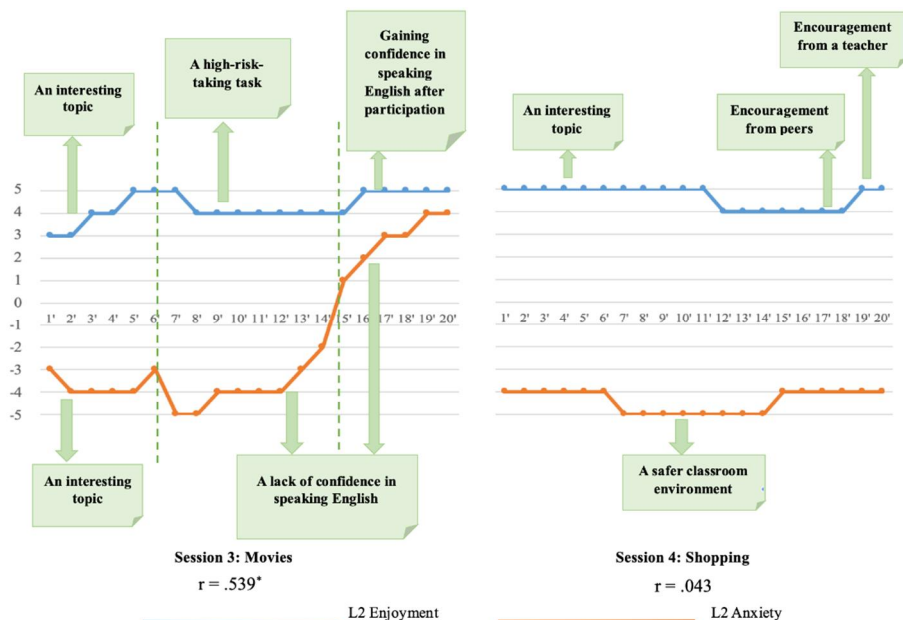 An interesting
topic
A high-risk-
taking task
Gaining
confidence in
speaking
English after
participation
5
4
3
2
1
0
-1
-2
-3
-4
-5
1' 2' 3' 4' 5' 6' 7' 8' 9' 10' 11' 12' 13' 14' 15' 16' 17' 18' 19' 20'
An interesting
topic
A lack of confidence in
speaking English
Session 3: Movies
r = .539*
An interesting
topic
Encouragement
from peers
Encouragement
from a teacher
1' 2' 3' 4' 5' 6' 7' 8' 9' 10' 11' 12' 13' 14' 15' 16' 17' 18' 19' 20'
A safer classroom
environment
Session 4: Shopping
r = .043
L2 Enjoyment
L2 Anxiety